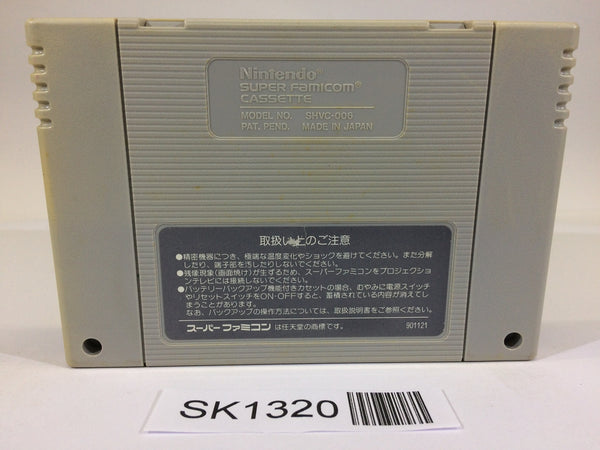 Nintendo®
SUPER FAMICOM®
CASSETTE
MODEL NO. SHVC-006
PAT. PEND. MADE IN JAPAN
取扱い上のご注意
●精密機器につき、極端な温度変化やショックを避けてください。また分解
したり、端子部を汚したりしないでください。
●残像現象(画面焼け)が生ずるため、スーパーファミコンをプロジェクショ
ンテレビには接続しないでください。
●バッテリーバックアップ機能付きカセットの場合、むやみに電源スイッチ
やリセットスイッチをON・OFFすると、蓄積されている内容が消えてし
まうことがあります。
なお、バックアップの操作方法については、取扱説明書をご参照ください。
スーパーファミコン は任天堂の商標です。 901121
SK1320